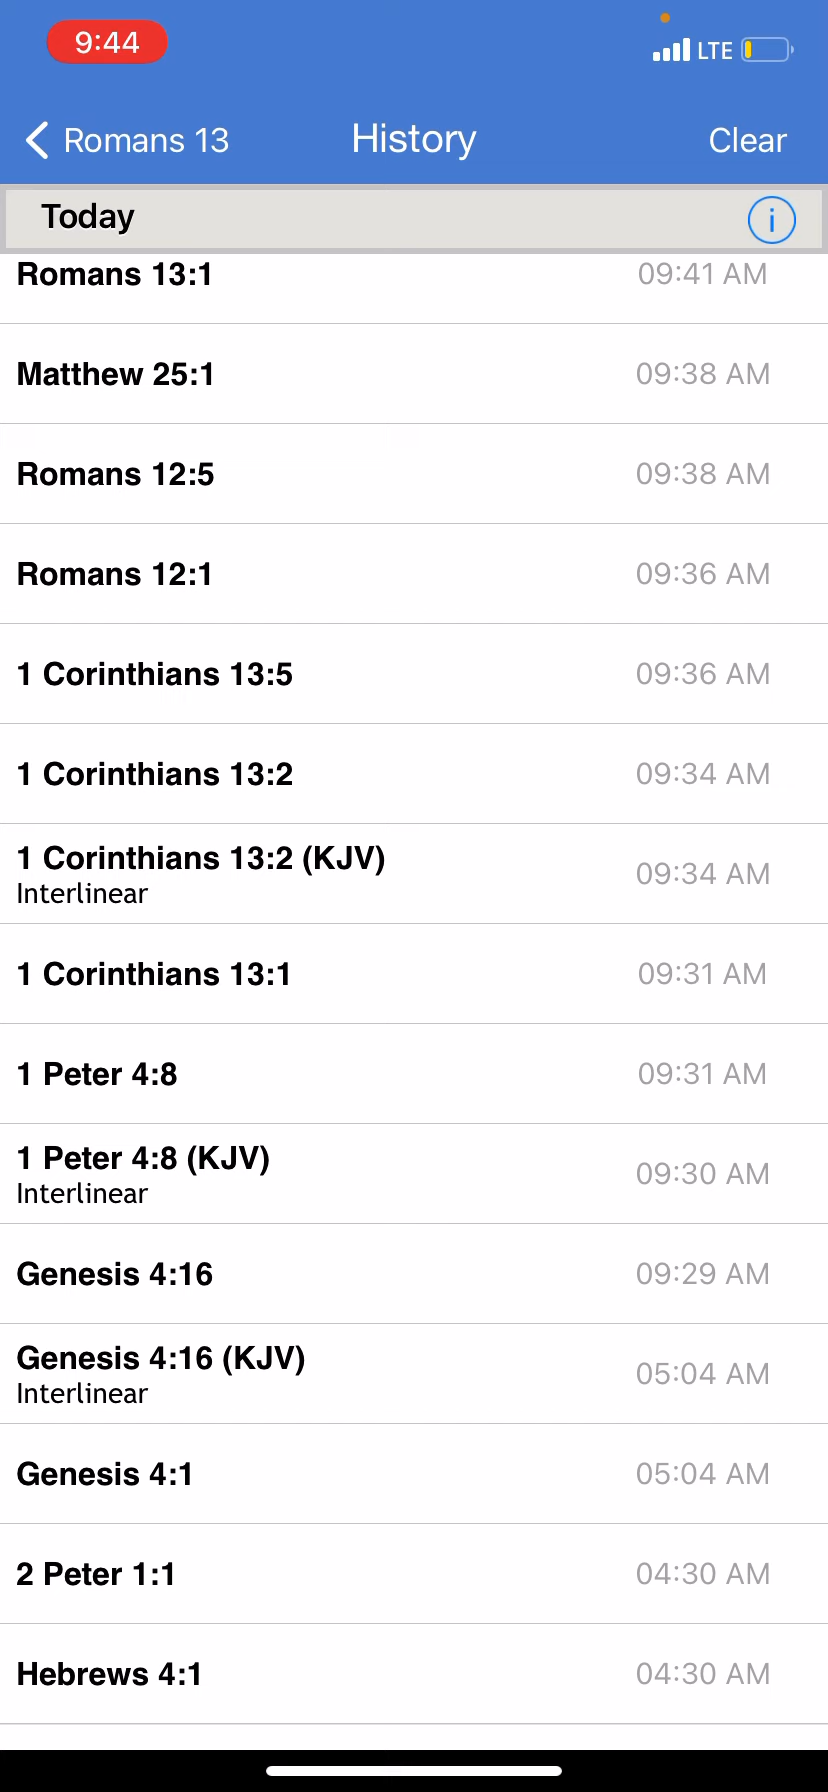 9:44
LTE
Romans 13
History
Clear
Today
i
Romans 13:1 09:41 AM
Matthew 25:1 09:38 AM
Romans 12:5 09:38 AM
Romans 12:1 09:36 AM
1 Corinthians 13:5 09:36 AM
1 Corinthians 13:2 09:34 AM
1 Corinthians 13:2 (KJV) 09:34 AM
Interlinear
1 Corinthians 13:1 09:31 AM
1 Peter 4:8 09:31 AM
1 Peter 4:8 (KJV) 09:30 AM
Interlinear
Genesis 4:16 09:29 AM
Genesis 4:16 (KJV) 05:04 AM
Interlinear
Genesis 4:1 05:04 AM
2 Peter 1:1 04:30 AM
Hebrews 4:1 04:30 AM